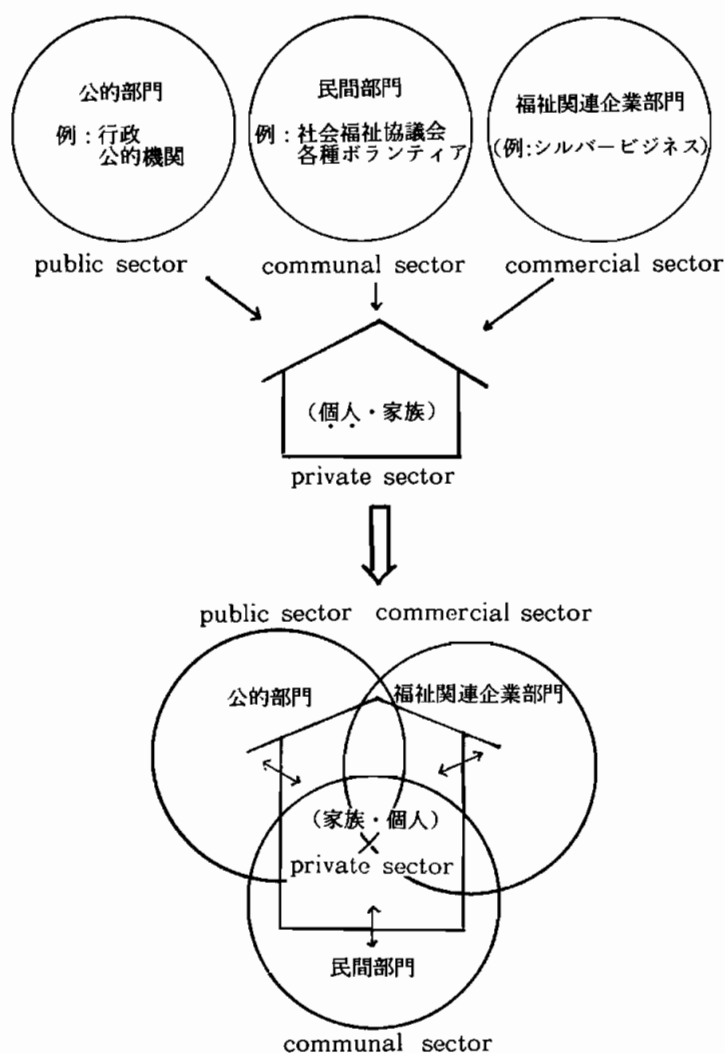 公的部門
例：行政
公的機関
民間部門
例：社会福祉協議会
各種ボランティア
福祉関連企業部門
(例:シルバービジネス)
public sector
communal sector
commercial sector
(個人・家族)
private sector
public sector
commercial sector
公的部門
福祉関連企業部門
(家族・個人)
private sector
民間部門
communal sector